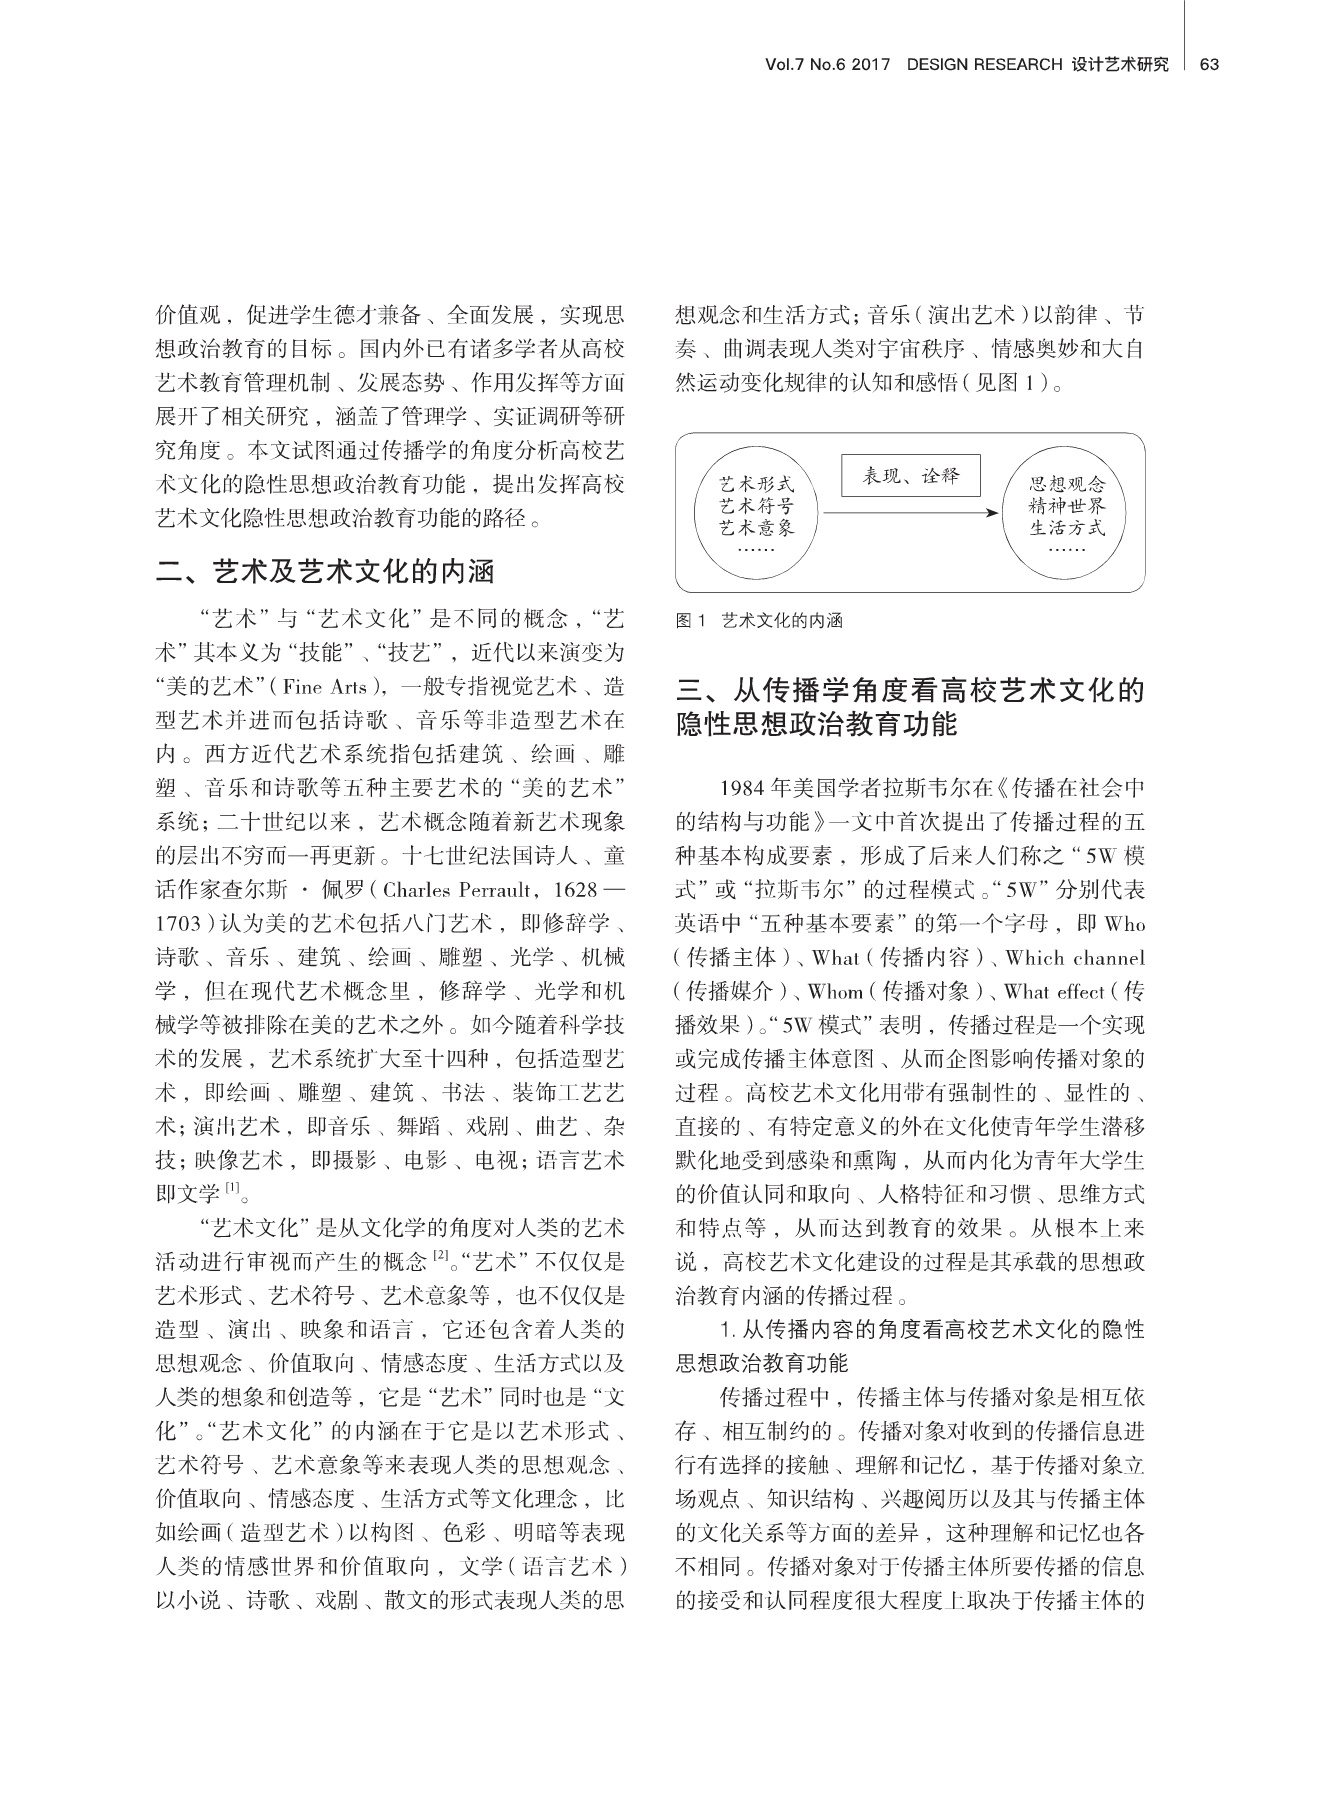 Vol.7 No.6 2017 DESIGN RESEARCH 设计艺术研究 63
价值观，促进学生德才兼备、全面发展，实现思
想政治教育的目标。国内外已有诸多学者从高校
艺术教育管理机制、发展态势、作用发挥等方面
展开了相关研究，涵盖了管理学、实证调研等研
究角度。本文试图通过传播学的角度分析高校艺
术文化的隐性思想政治教育功能，提出发挥高校
艺术文化隐性思想政治教育功能的路径。
二、艺术及艺术文化的内涵
“艺术”与“艺术文化”是不同的概念，“艺
术”其本义为“技能”、“技艺”，近代以来演变为
“美的艺术”（Fine Arts），一般专指视觉艺术、造
型艺术并进而包括诗歌、音乐等非造型艺术在
内。西方近代艺术系统指包括建筑、绘画、雕
塑、音乐和诗歌等五种主要艺术的“美的艺术”
系统；二十世纪以来，艺术概念随着新艺术现象
的层出不穷而一再更新。十七世纪法国诗人、童
话作家查尔斯·佩罗（Charles Perrault，1628—
1703）认为美的艺术包括八门艺术，即修辞学、
诗歌、音乐、建筑、绘画、雕塑、光学、机械
学，但在现代艺术概念里，修辞学、光学和机
械学等被排除在美的艺术之外。如今随着科学技
术的发展，艺术系统扩大至十四种，包括造型艺
术，即绘画、雕塑、建筑、书法、装饰工艺艺
术；演出艺术，即音乐、舞蹈、戏剧、曲艺、杂
技；映像艺术，即摄影、电影、电视；语言艺术
即文学[1]。
“艺术文化”是从文化学的角度对人类的艺术
活动进行审视而产生的概念[2]。“艺术”不仅仅是
艺术形式、艺术符号、艺术意象等，也不仅仅是
造型、演出、映象和语言，它还包含着人类的
思想观念、价值取向、情感态度、生活方式以及
人类的想象和创造等，它是“艺术”同时也是“文
化”。“艺术文化”的内涵在于它是以艺术形式、
艺术符号、艺术意象等来表现人类的思想观念、
价值取向、情感态度、生活方式等文化理念，比
如绘画（造型艺术）以构图、色彩、明暗等表现
人类的情感世界和价值取向，文学（语言艺术）
以小说、诗歌、戏剧、散文的形式表现人类的思
想观念和生活方式；音乐（演出艺术）以韵律、节
奏、曲调表现人类对宇宙秩序、情感奥妙和大自
然运动变化规律的认知和感悟（见图1）。
艺术形式
艺术符号
艺术意象
……
表现、诠释
思想观念
精神世界
生活方式
……
图1 艺术文化的内涵
三、从传播学角度看高校艺术文化的
隐性思想政治教育功能
1984年美国学者拉斯韦尔在《传播在社会中
的结构与功能》一文中首次提出了传播过程的五
种基本构成要素，形成了后来人们称之“5W模
式”或“拉斯韦尔”的过程模式。“5W”分别代表
英语中“五种基本要素”的第一个字母，即Who
（传播主体）、What（传播内容）、Which channel
（传播媒介）、Whom（传播对象）、What effect（传
播效果）。“5W模式”表明，传播过程是一个实现
或完成传播主体意图、从而企图影响传播对象的
过程。高校艺术文化用带有强制性的、显性的、
直接的、有特定意义的外在文化使青年学生潜移
默化地受到感染和熏陶，从而内化为青年大学生
的价值认同和取向、人格特征和习惯、思维方式
和特点等，从而达到教育的效果。从根本上来
说，高校艺术文化建设的过程是其承载的思想政
治教育内涵的传播过程。
1.从传播内容的角度看高校艺术文化的隐性
思想政治教育功能
传播过程中，传播主体与传播对象是相互依
存、相互制约的。传播对象对收到的传播信息进
行有选择的接触、理解和记忆，基于传播对象立
场观点、知识结构、兴趣阅历以及其与传播主体
的文化关系等方面的差异，这种理解和记忆也各
不相同。传播对象对于传播主体所要传播的信息
的接受和认同程度很大程度上取决于传播主体的